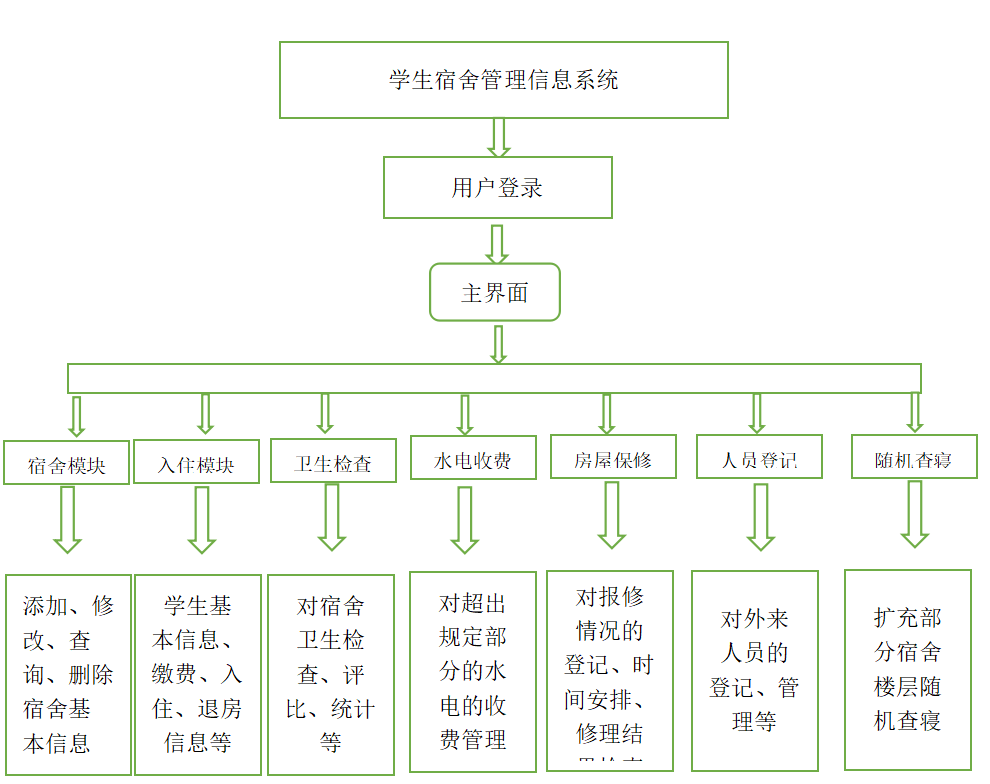 学生宿舍管理信息系统
用户登录
主界面
宿舍模块
入住模块
卫生检查
水电收费
房屋保修
人员登记
随机查寝
添加、修
改、查
询、删除
宿舍基
本信息
学生基
本信息、
缴费、入
住、退房
信息等
对宿舍
卫生检
查、评
比、统计
等
对超出
规定部
分的水
电的收
费管理
对报修
情况的
登记、时
间安排、
修理结
对外来
人员的
登记、管
理等
扩充部
分宿舍
楼层随
机查寝